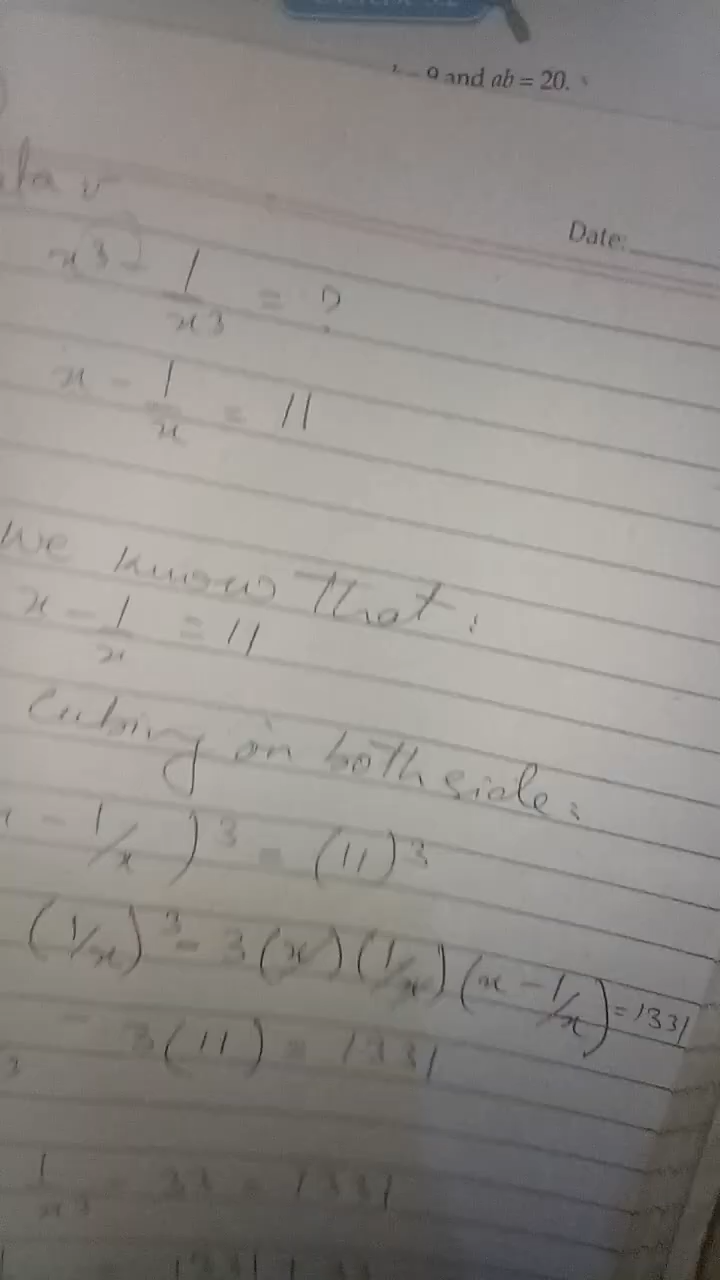 9 and ab = 20.
Date:
x³ - 1/x³ = ?
x - 1/x = 11
We know that:
x - 1/x = 11
Cubing on both side:
- 1/x)³ = (11)³
(1/x)³ - 3(x)(1/x)(x - 1/x) = 1331
- 3(11) = 1331
1/x³ - 33 = 1331